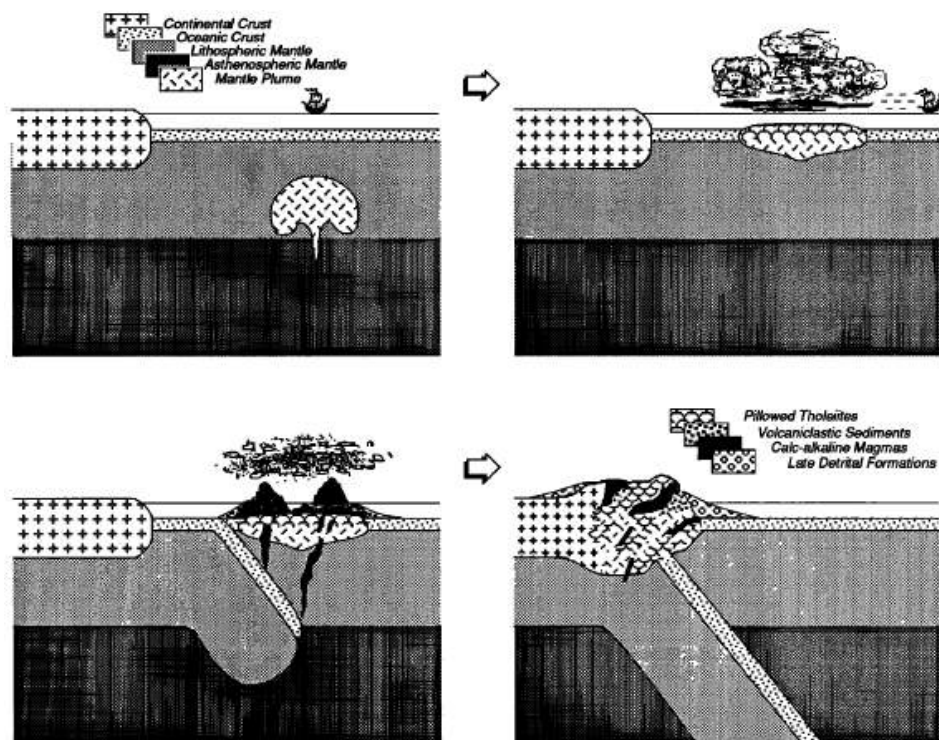 Continental Crust
Oceanic Crust
Lithospheric Mantle
Asthenospheric Mantle
Mantle Plume
Pillowed Tholeiites
Volcaniclastic Sediments
Calc-alkaline Magmas
Late Detrital Formations